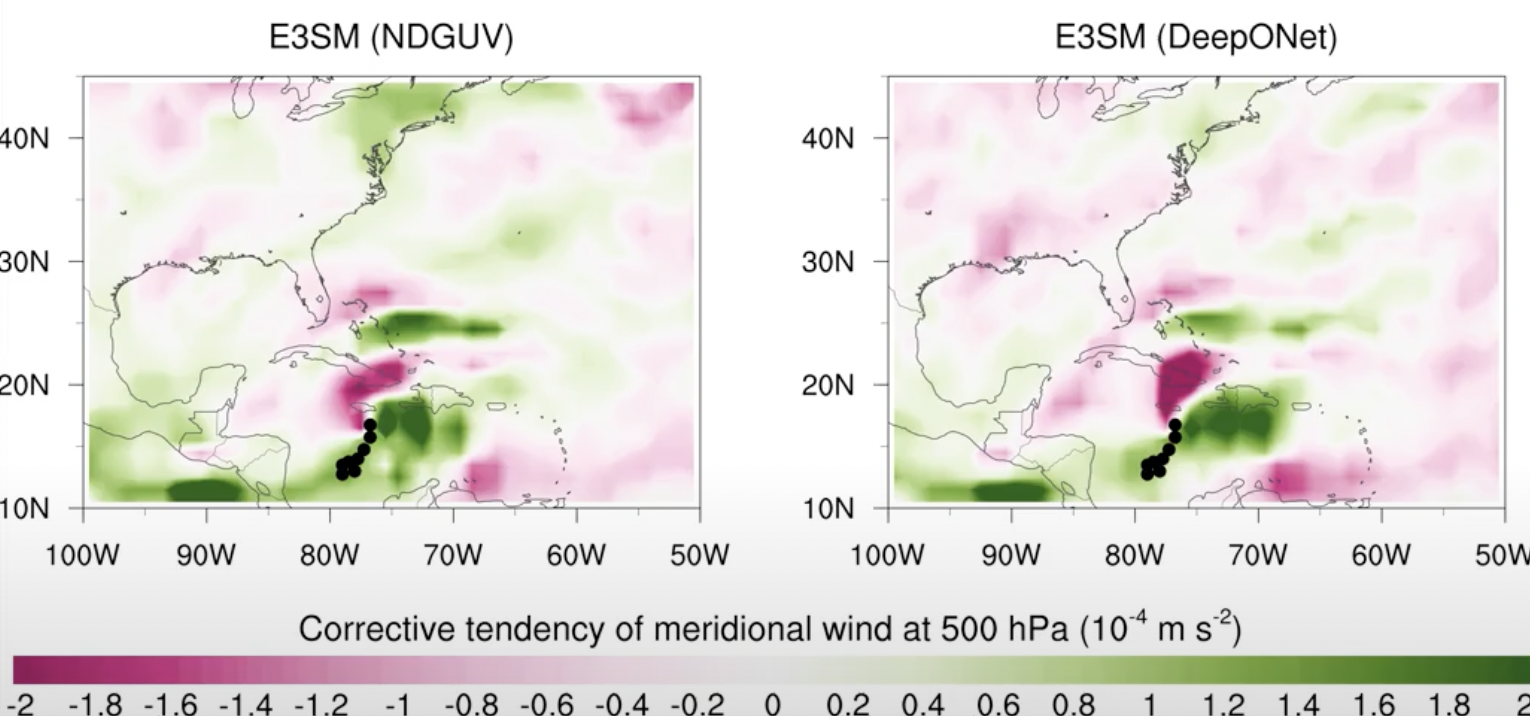 E3SM (NDGUV)
E3SM (DeepONet)
40N
30N
20N
10N
100W 90W 80W 70W 60W 50W
40N
30N
20N
10N
100W 90W 80W 70W 60W 50W
Corrective tendency of meridional wind at 500 hPa (10⁻⁴ m s⁻²)
-2 -1.8 -1.6 -1.4 -1.2 -1 -0.8 -0.6 -0.4 -0.2 0 0.2 0.4 0.6 0.8 1 1.2 1.4 1.6 1.8 2